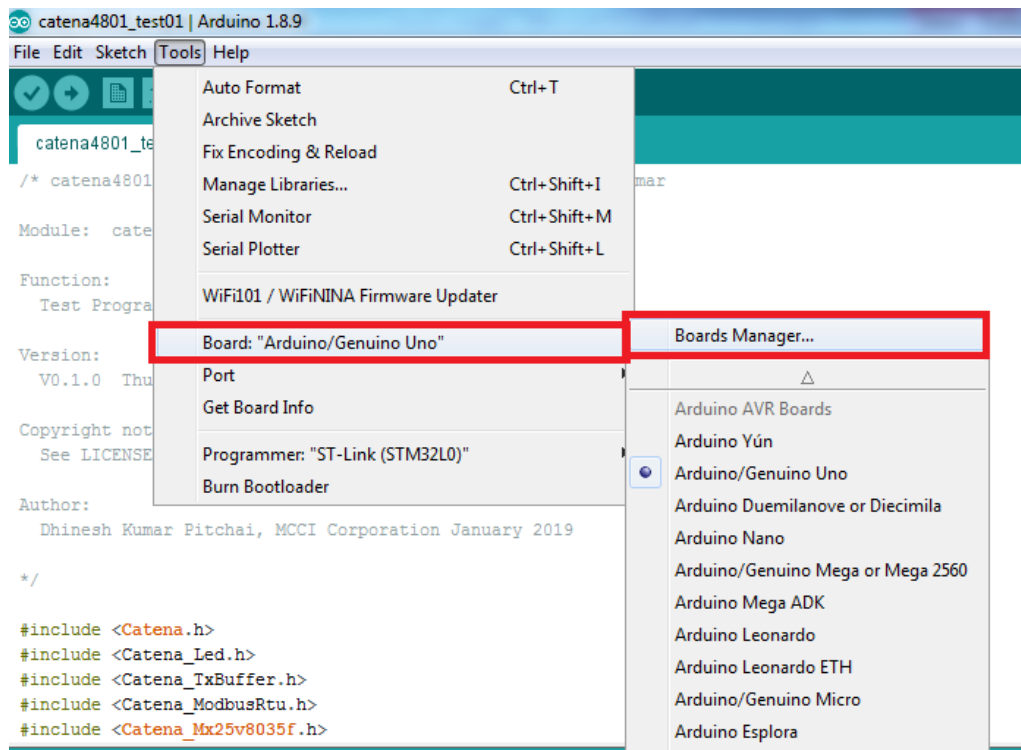 catena4801_test01 | Arduino 1.8.9
File Edit Sketch Tools Help
Auto Format Ctrl+T
Archive Sketch
Fix Encoding & Reload
Manage Libraries... Ctrl+Shift+I
Serial Monitor Ctrl+Shift+M
Serial Plotter Ctrl+Shift+L
WiFi101 / WiFiNINA Firmware Updater
Board: "Arduino/Genuino Uno"
Port
Get Board Info
Programmer: "ST-Link (STM32L0)"
Burn Bootloader
Boards Manager...
Arduino AVR Boards
Arduino Yún
Arduino/Genuino Uno
Arduino Duemilanove or Diecimila
Arduino Nano
Arduino/Genuino Mega or Mega 2560
Arduino Mega ADK
Arduino Leonardo
Arduino Leonardo ETH
Arduino/Genuino Micro
Arduino Esplora
catena4801_te
/* catena4801 mar
Module: cate
Function:
Test Progra
Version:
V0.1.0 Thu
Copyright not
See LICENSE
Author:
Dhinesh Kumar Pitchai, MCCI Corporation January 2019
*/
#include <Catena.h>
#include <Catena_Led.h>
#include <Catena_TxBuffer.h>
#include <Catena_ModbusRtu.h>
#include <Catena_Mx25v8035f.h>